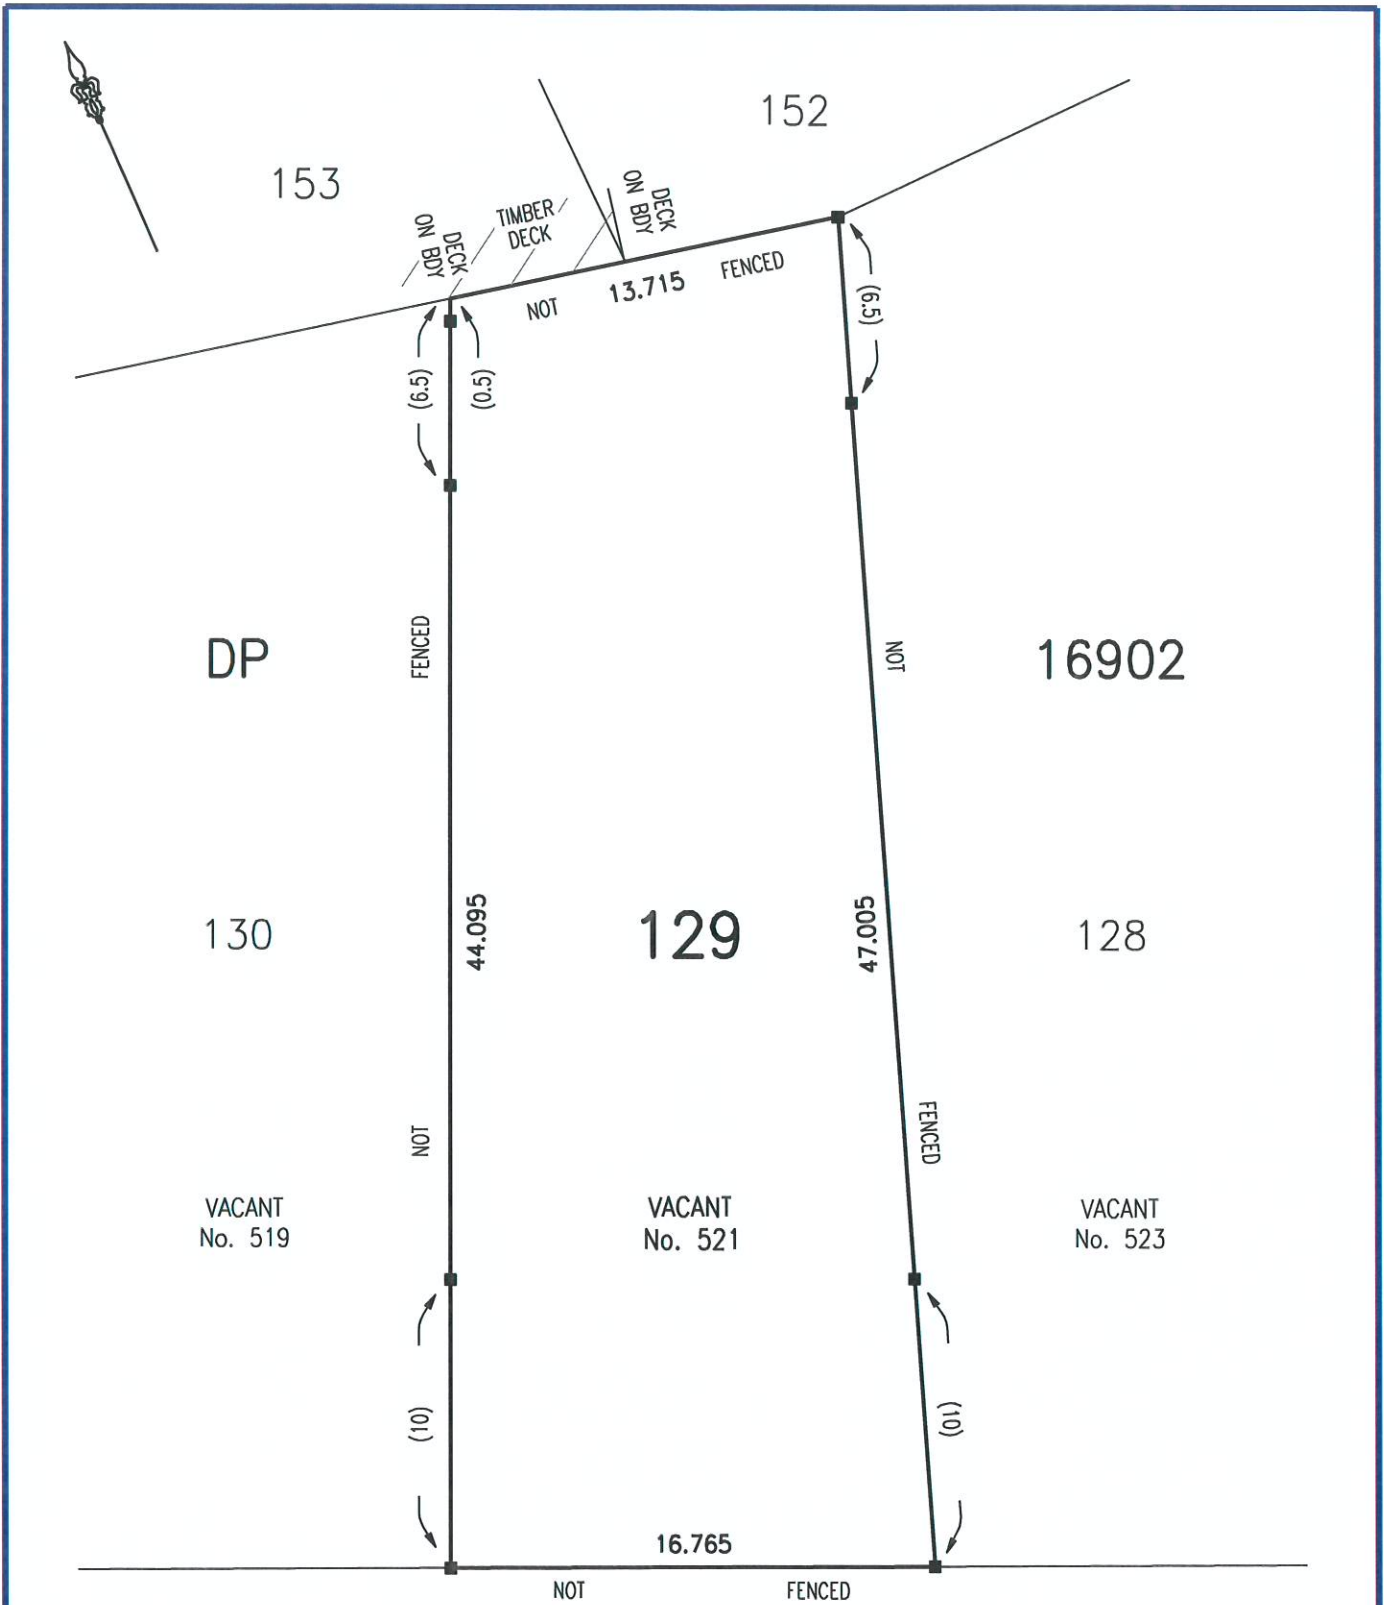 152
153
DECK
ON BDY
TIMBER
DECK
DECK
ON BDY
NOT
13.715
FENCED
(6.5)
(6.5)
(0.5)
FENCED
DP
NOT
16902
130
44.095
129
47.005
128
NOT
FENCED
VACANT
No. 519
VACANT
No. 521
VACANT
No. 523
(10)
(10)
16.765
NOT
FENCED